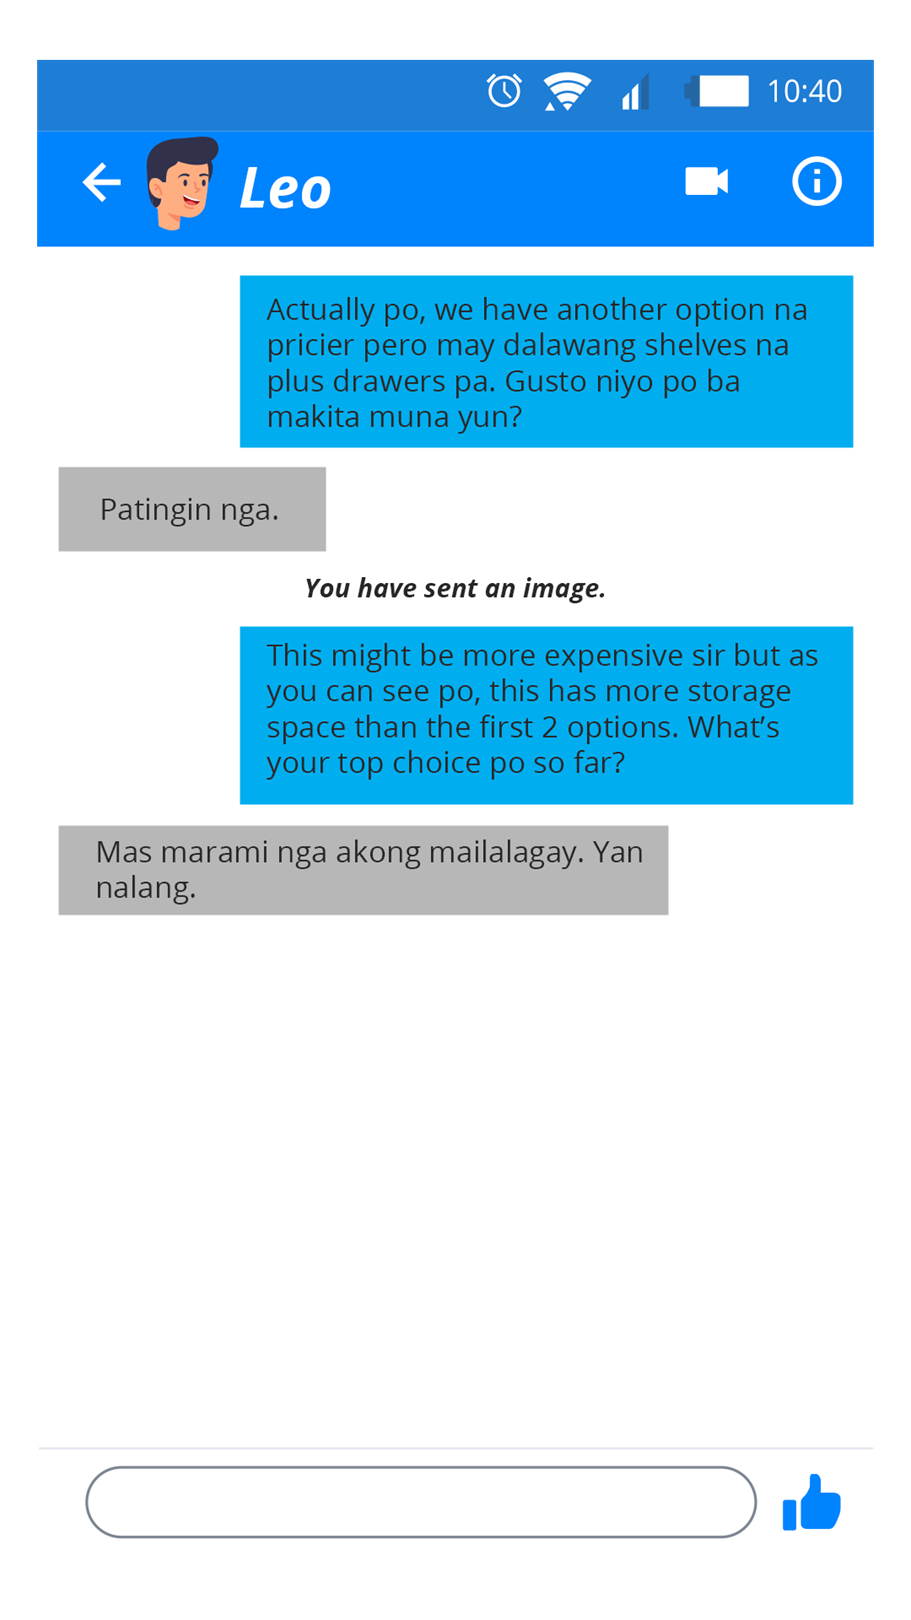 10:40
Leo
Actually po, we have another option na
pricier pero may dalawang shelves na
plus drawers pa. Gusto niyo po ba
makita muna yun?
Patingin nga.
You have sent an image.
This might be more expensive sir but as
you can see po, this has more storage
space than the first 2 options. What’s
your top choice po so far?
Mas marami nga akong mailalagay. Yan
nalang.